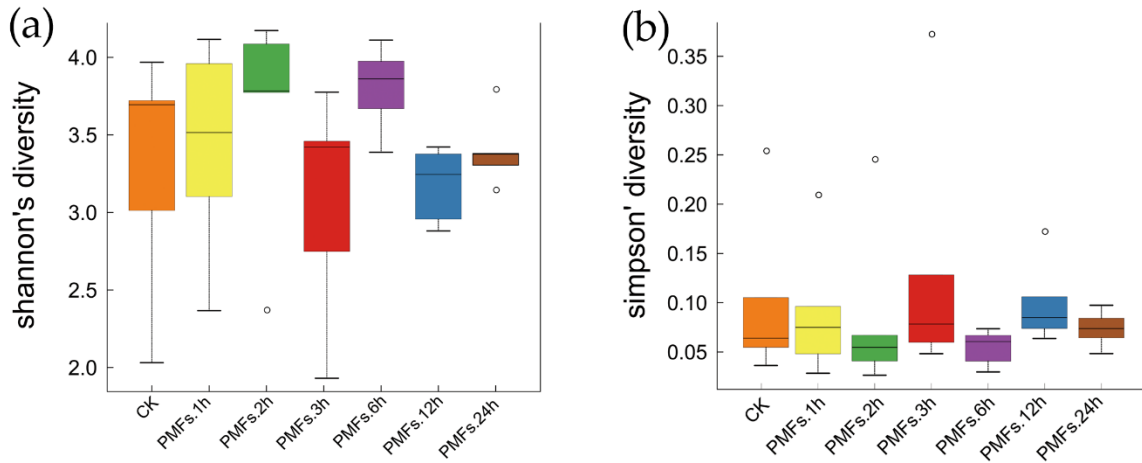 (a)
shannon's diversity
4.0
3.5
3.0
2.5
2.0
CK
PMFs.1h
PMFs.2h
PMFs.3h
PMFs.6h
PMFs.12h
PMFs.24h
(b)
simpson' diversity
0.35
0.30
0.25
0.20
0.15
0.10
0.05
CK
PMFs.1h
PMFs.2h
PMFs.3h
PMFs.6h
PMFs.12h
PMFs.24h